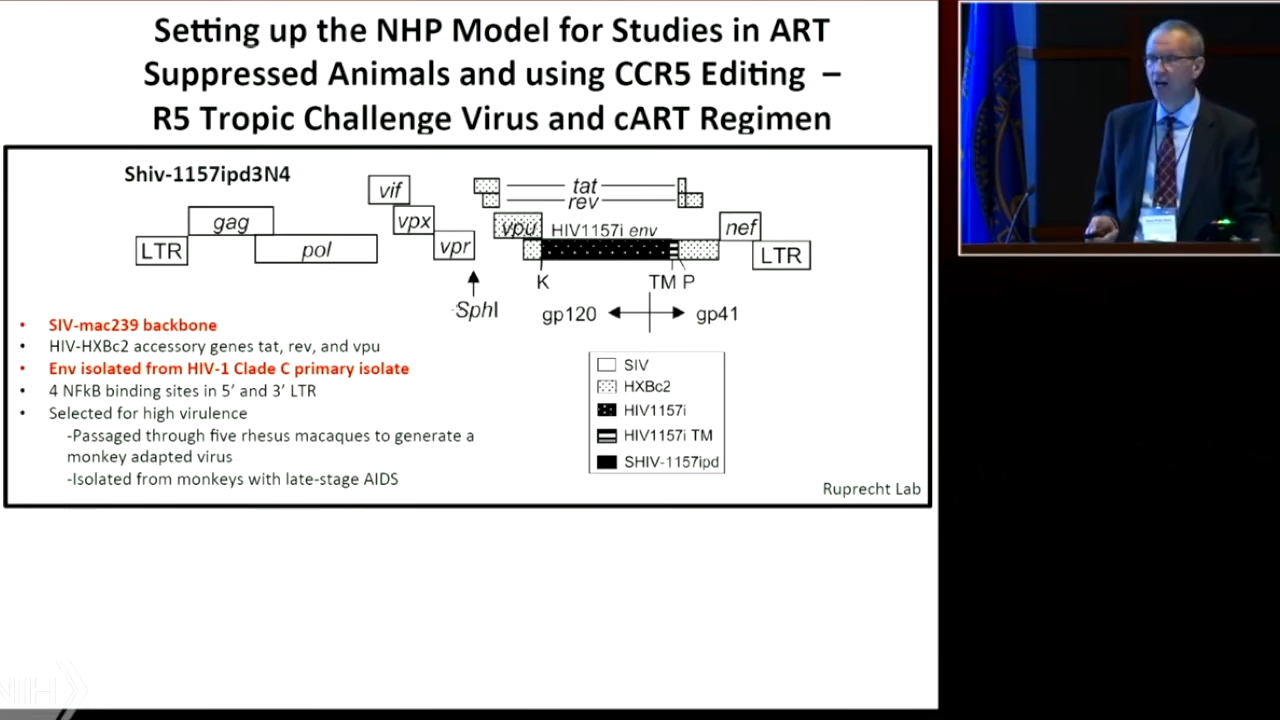 Setting up the NHP Model for Studies in ART
Suppressed Animals and using CCR5 Editing –
R5 Tropic Challenge Virus and cART Regimen
Shiv-1157ipd3N4
LTR
gag
pol
vif
vpx
vpr
SphI
tat
rev
vpu
HIV1157i env
nef
LTR
K
TM P
gp120
gp41
• SIV-mac239 backbone
• HIV-HXBc2 accessory genes tat, rev, and vpu
• Env isolated from HIV-1 Clade C primary isolate
• 4 NFkB binding sites in 5’ and 3’ LTR
• Selected for high virulence
-Passaged through five rhesus macaques to generate a
monkey adapted virus
-Isolated from monkeys with late-stage AIDS
SIV
HXBc2
HIV1157i
HIV1157i TM
SHIV-1157ipd
Ruprecht Lab
NIH